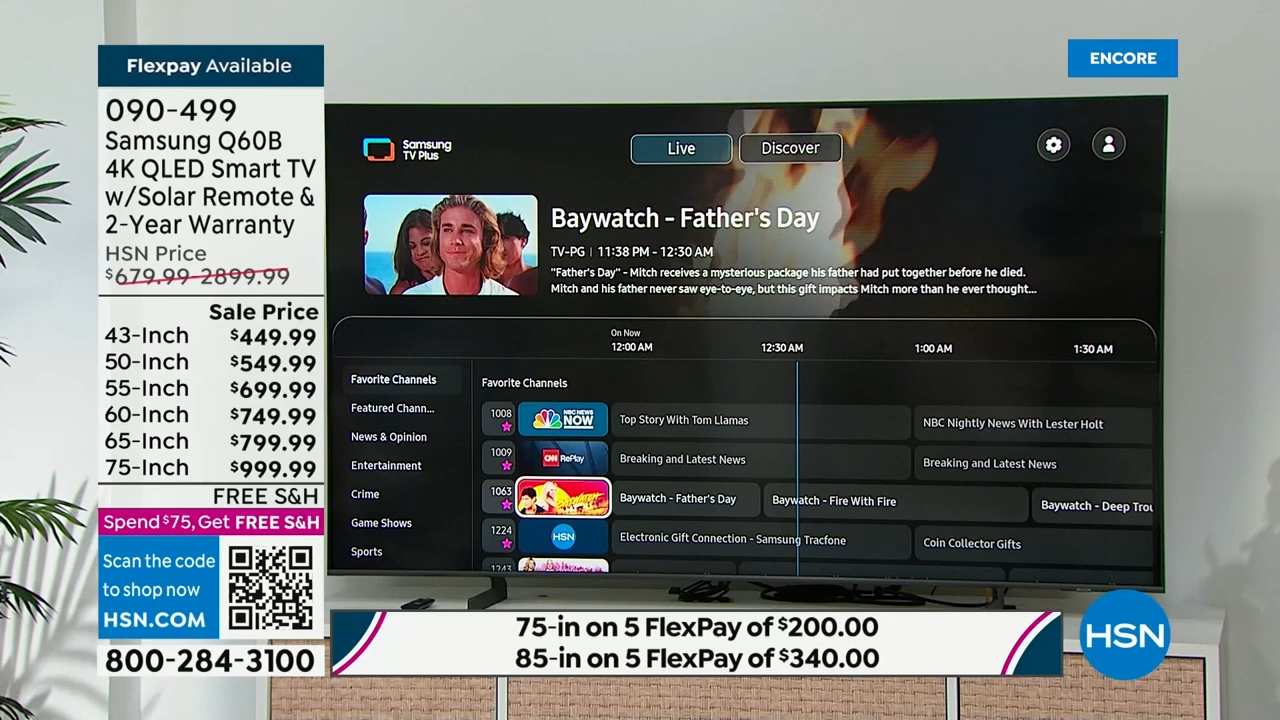 Flexpay Available
090-499
Samsung Q60B
4K QLED Smart TV
w/Solar Remote &
2-Year Warranty
HSN Price
$679.99-2899.99
Sale Price
43-Inch $449.99
50-Inch $549.99
55-Inch $699.99
60-Inch $749.99
65-Inch $799.99
75-Inch $999.99
FREE S&H
Spend $75, Get FREE S&H
Scan the code
to shop now
HSN.COM
800-284-3100
ENCORE
Samsung
TV Plus
Live
Discover
Baywatch - Father's Day
TV-PG | 11:38 PM - 12:30 AM
"Father's Day" - Mitch receives a mysterious package his father had put together before he died.
Mitch and his father never saw eye-to-eye, but this gift impacts Mitch more than he ever thought...
On Now
12:00 AM 12:30 AM 1:00 AM 1:30 AM
Favorite Channels
Featured Chann...
News & Opinion
Entertainment
Crime
Game Shows
Sports
Favorite Channels
1008 NBC NEWS NOW Top Story With Tom Llamas NBC Nightly News With Lester Holt
1009 CNN RePlay Breaking and Latest News Breaking and Latest News
1063 BAYWATCH Baywatch - Father's Day Baywatch - Fire With Fire Baywatch - Deep Trou
1224 HSN Electronic Gift Connection - Samsung Tracfone Coin Collector Gifts
1243
75-in on 5 FlexPay of $200.00
85-in on 5 FlexPay of $340.00
HSN